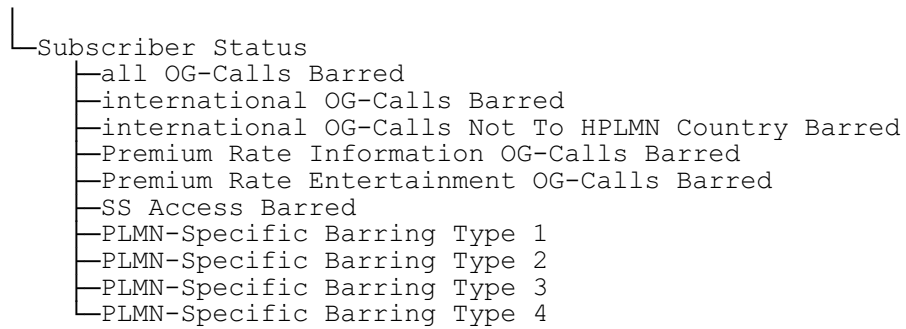 Subscriber Status
all OG-Calls Barred
international OG-Calls Barred
international OG-Calls Not To HPLMN Country Barred
Premium Rate Information OG-Calls Barred
Premium Rate Entertainment OG-Calls Barred
SS Access Barred
PLMN-Specific Barring Type 1
PLMN-Specific Barring Type 2
PLMN-Specific Barring Type 3
PLMN-Specific Barring Type 4